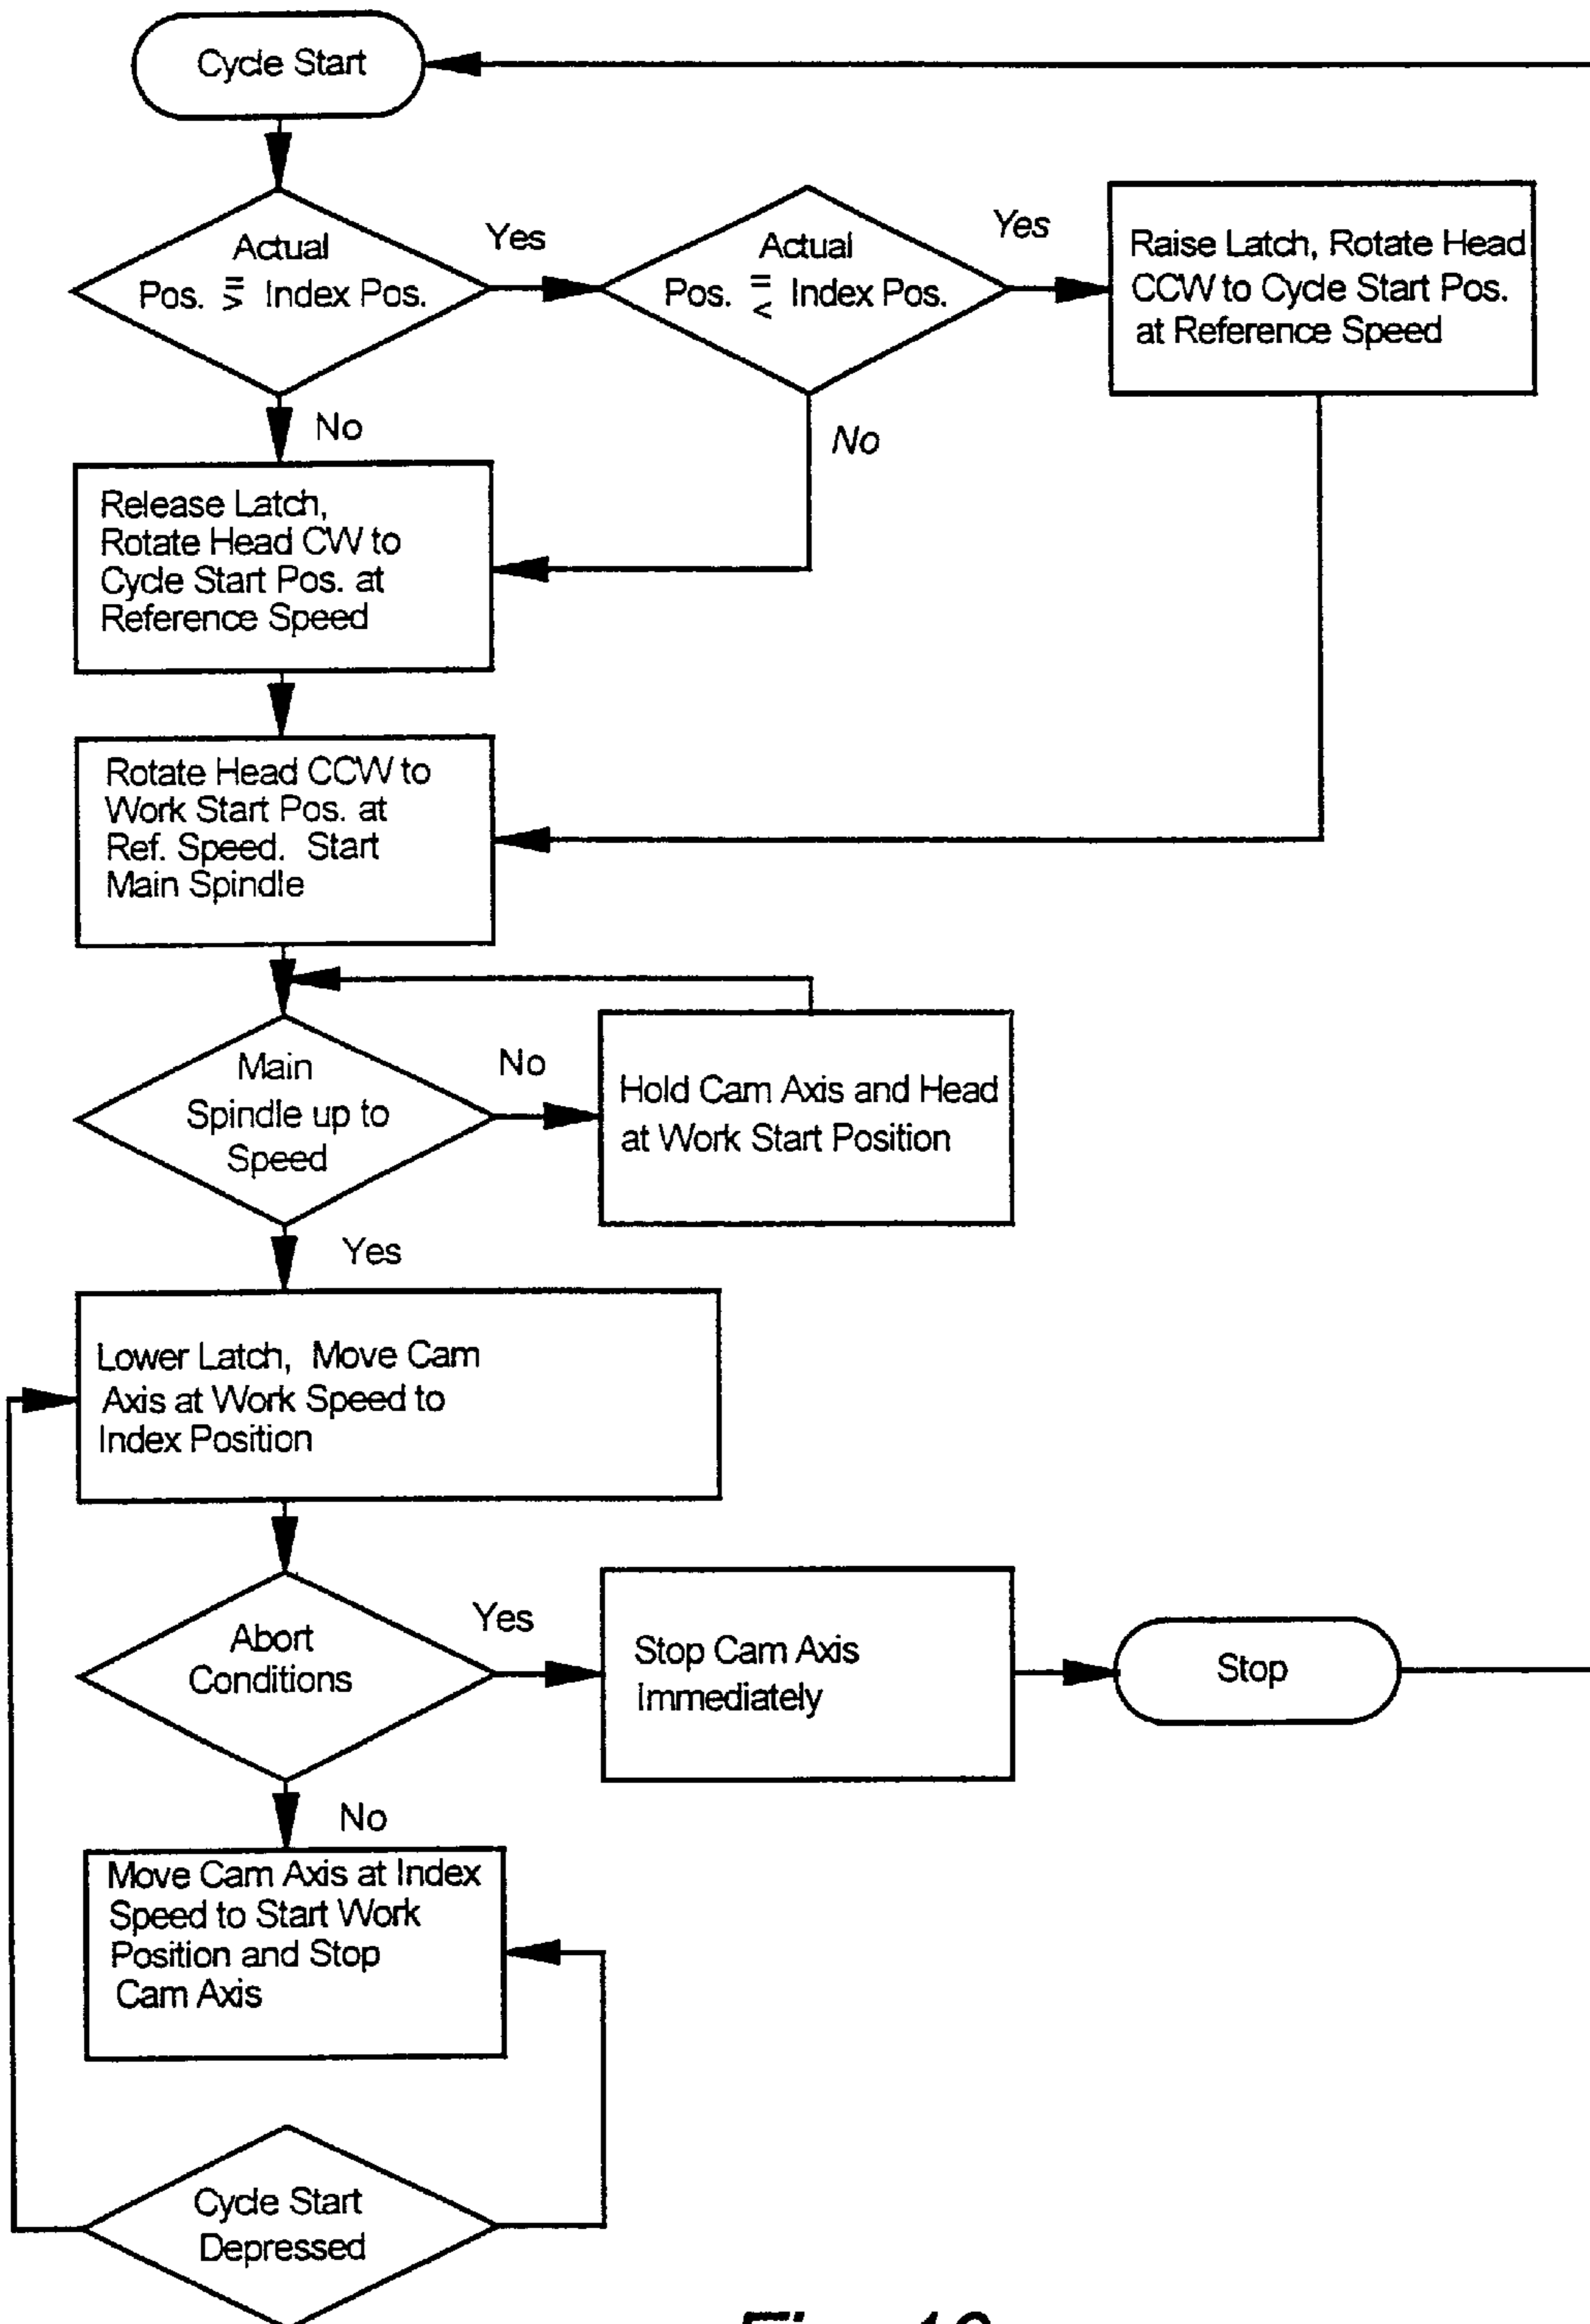 Cycle Start
Actual
Pos. ≥ Index Pos.
Yes
Actual
Pos. ≤ Index Pos.
Yes
Raise Latch, Rotate Head
CCW to Cycle Start Pos.
at Reference Speed
No
No
Release Latch,
Rotate Head CW to
Cycle Start Pos. at
Reference Speed
Rotate Head CCW to
Work Start Pos. at
Ref. Speed. Start
Main Spindle
Main
Spindle up to
Speed
No
Hold Cam Axis and Head
at Work Start Position
Yes
Lower Latch, Move Cam
Axis at Work Speed to
Index Position
Abort
Conditions
Yes
Stop Cam Axis
Immediately
Stop
No
Move Cam Axis at Index
Speed to Start Work
Position and Stop
Cam Axis
Cycle Start
Depressed